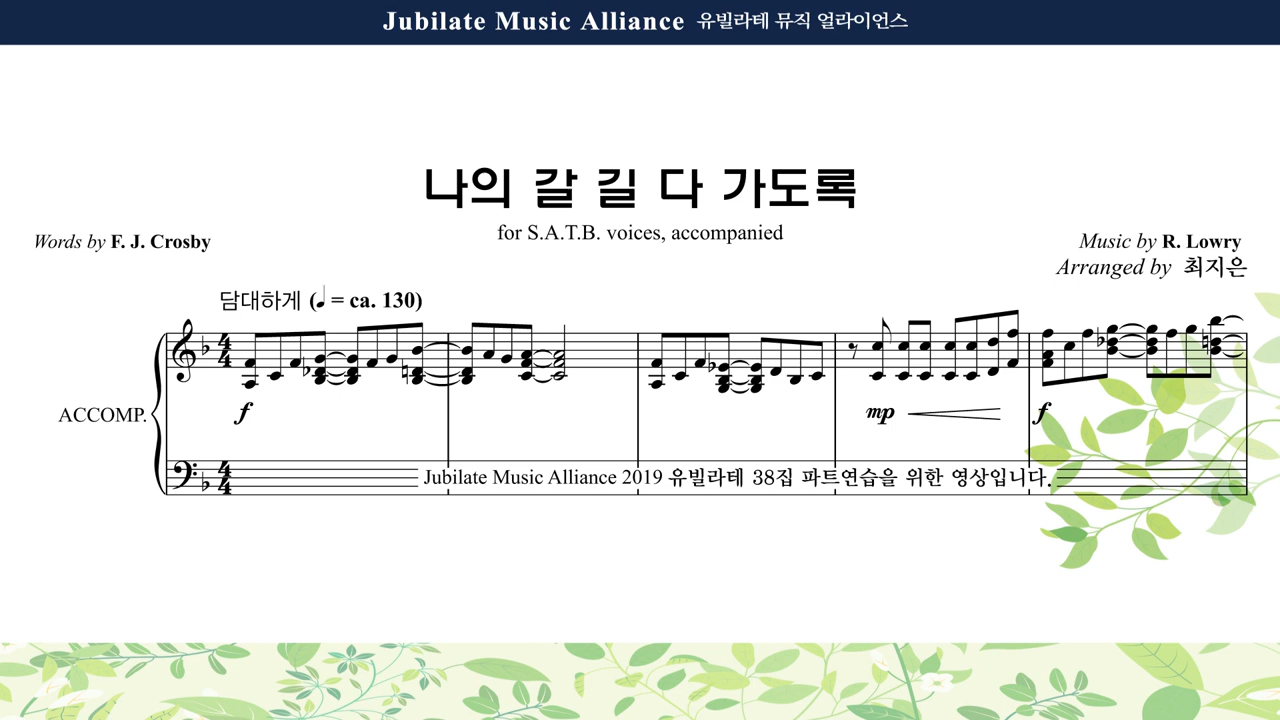 Jubilate Music Alliance 유빌라테 뮤직 얼라이언스
나의 갈 길 다 가도록
for S.A.T.B. voices, accompanied
Words by F. J. Crosby
Music by R. Lowry
Arranged by 최지은
담대하게 (♩ = ca. 130)
ACCOMP.
f
mp
f
Jubilate Music Alliance 2019 유빌라테 38집 파트연습을 위한 영상입니다.